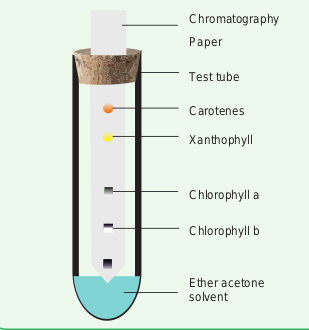 Chromatography
Paper
Test tube
Carotenes
Xanthophyll
Chlorophyll a
Chlorophyll b
Ether acetone
solvent